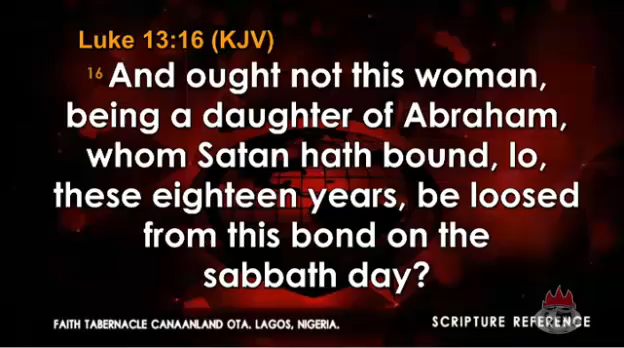 Luke 13:16 (KJV)
16 And ought not this woman,
being a daughter of Abraham,
whom Satan hath bound, lo,
these eighteen years, be loosed
from this bond on the
sabbath day?
FAITH TABERNACLE CANAANLAND OTA. LAGOS, NIGERIA.
SCRIPTURE REFERENCE